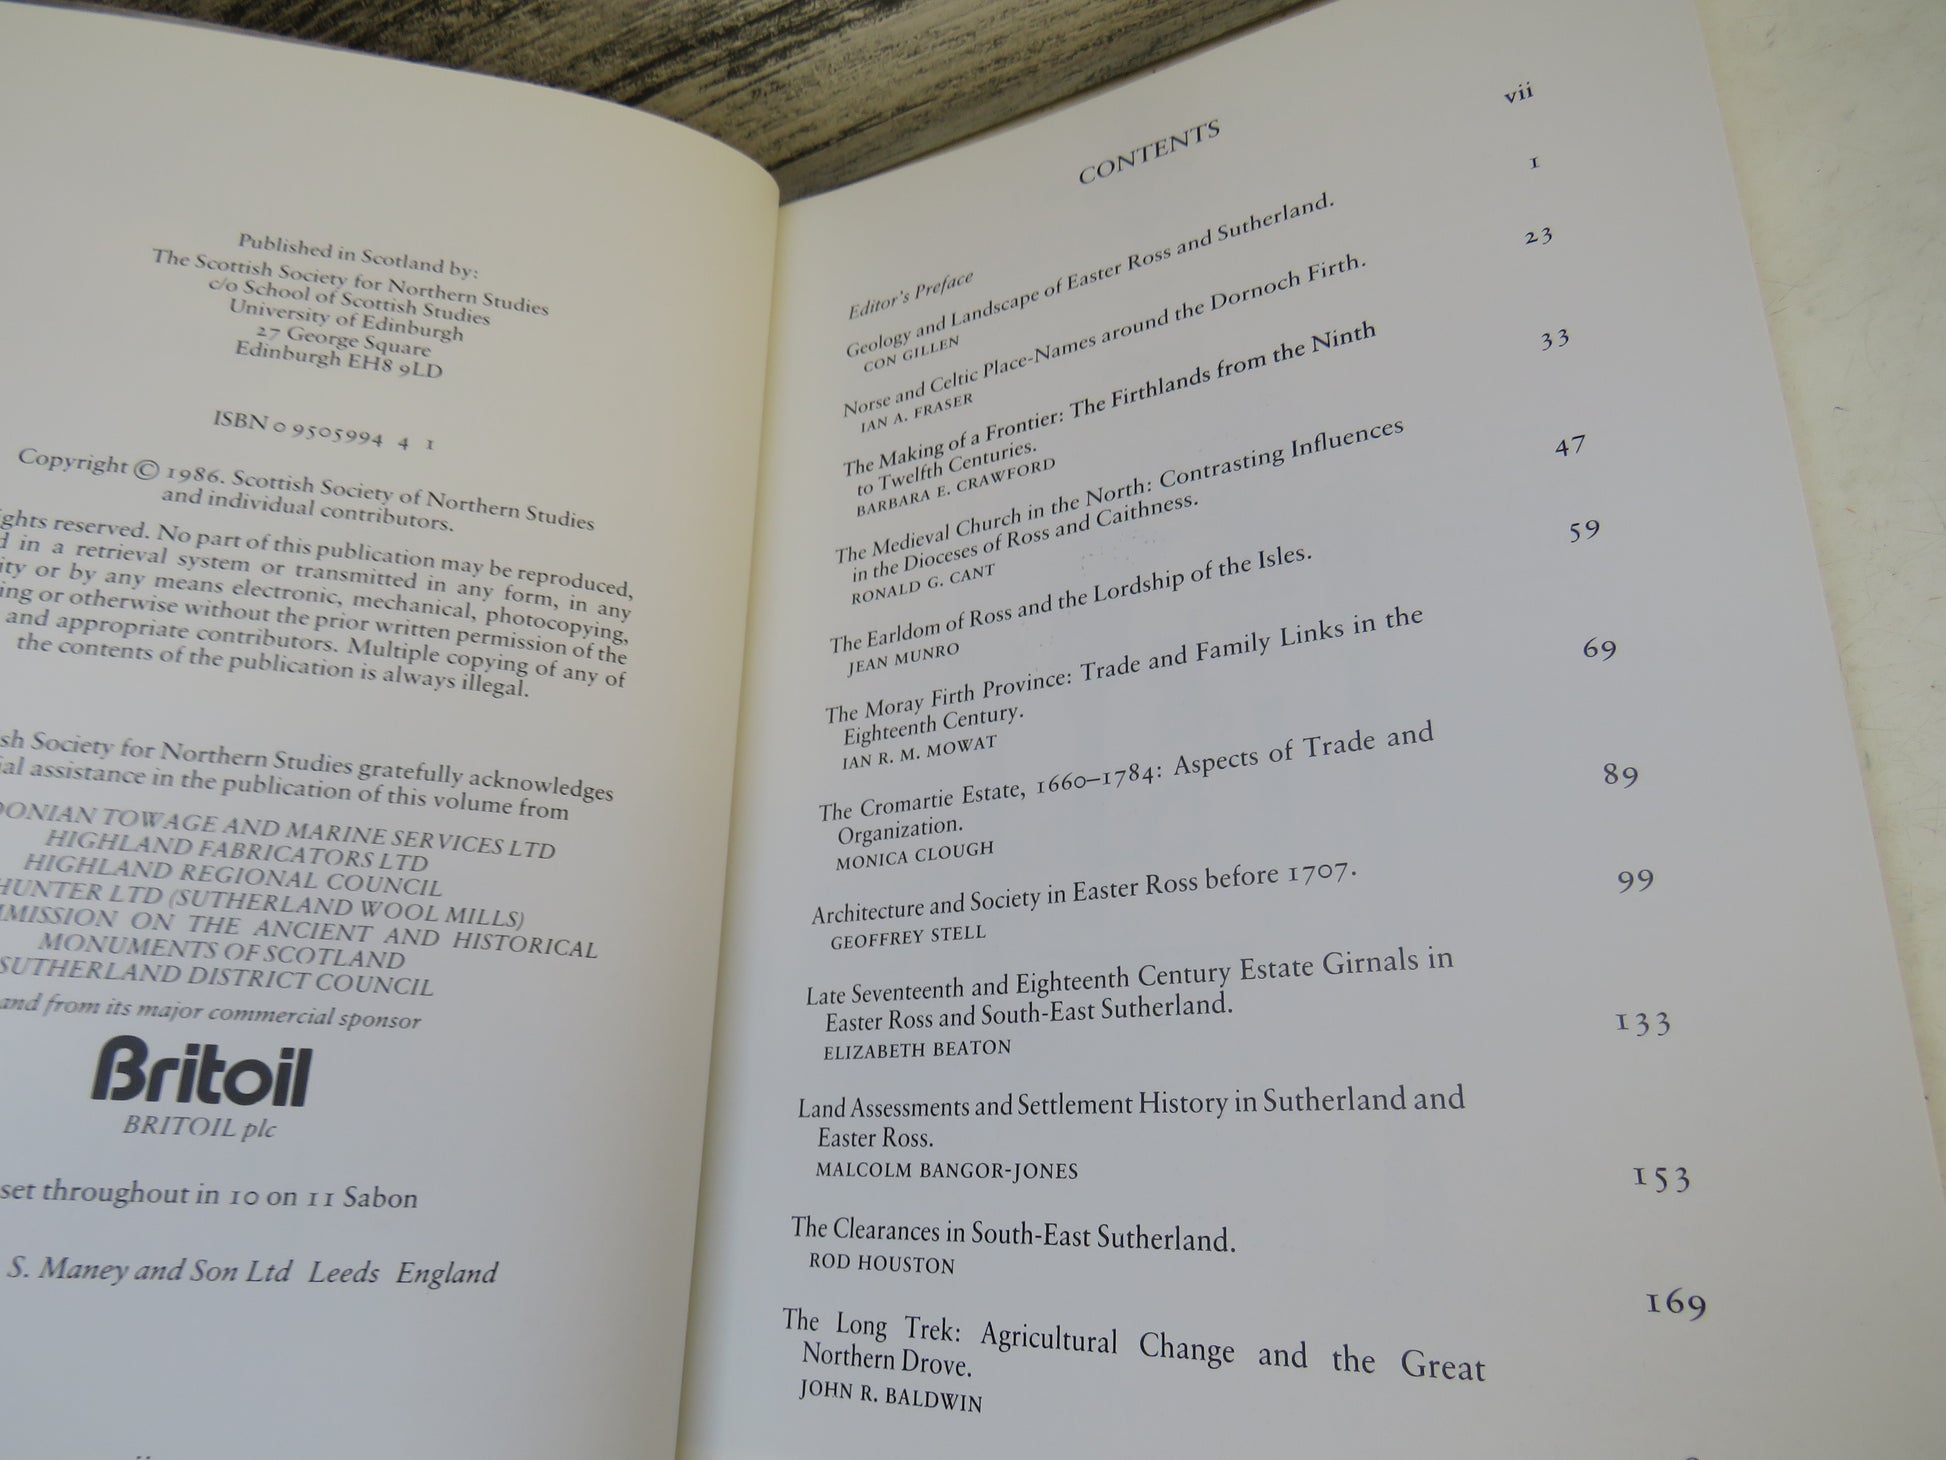 Published in Scotland by:
The Scottish Society for Northern Studies
c/o School of Scottish Studies
University of Edinburgh
27 George Square
Edinburgh EH8 9LD
ISBN 0 9505994 4 1
Copyright © 1986. Scottish Society of Northern Studies
and individual contributors.
reserved. No part of this publication may be reproduced,
in a retrieval system or transmitted in any form, in any
or by any means electronic, mechanical, photocopying,
or otherwise without the prior written permission of the
and appropriate contributors. Multiple copying of any of
the contents of the publication is always illegal.
Society for Northern Studies gratefully acknowledges
assistance in the publication of this volume from
TOWAGE AND MARINE SERVICES LTD
HIGHLAND FABRICATORS LTD
HIGHLAND REGIONAL COUNCIL
HUNTER LTD (SUTHERLAND WOOL MILLS)
ON THE ANCIENT AND HISTORICAL
MONUMENTS OF SCOTLAND
SUTHERLAND DISTRICT COUNCIL
and from its major commercial sponsor
Britoil
BRITOIL plc
set throughout in 10 on 11 Sabon
S. Maney and Son Ltd Leeds England
CONTENTS
Editor's Preface vii
Geology and Landscape of Easter Ross and Sutherland. 1
CON GILLEN
Norse and Celtic Place-Names around the Dornoch Firth. 23
IAN A. FRASER
The Making of a Frontier: The Firthlands from the Ninth
to Twelfth Centuries. 33
BARBARA E. CRAWFORD
The Medieval Church in the North: Contrasting Influences
in the Dioceses of Ross and Caithness. 47
RONALD G. CANT
The Earldom of Ross and the Lordship of the Isles. 59
JEAN MUNRO
The Moray Firth Province: Trade and Family Links in the
Eighteenth Century. 69
IAN R. M. MOWAT
The Cromartie Estate, 1660–1784: Aspects of Trade and
Organization. 89
MONICA CLOUGH
Architecture and Society in Easter Ross before 1707. 99
GEOFFREY STELL
Late Seventeenth and Eighteenth Century Estate Girnals in
Easter Ross and South-East Sutherland. 133
ELIZABETH BEATON
Land Assessments and Settlement History in Sutherland and
Easter Ross. 153
MALCOLM BANGOR-JONES
The Clearances in South-East Sutherland. 169
ROD HOUSTON
The Long Trek: Agricultural Change and the Great
Northern Drove.
JOHN R. BALDWIN